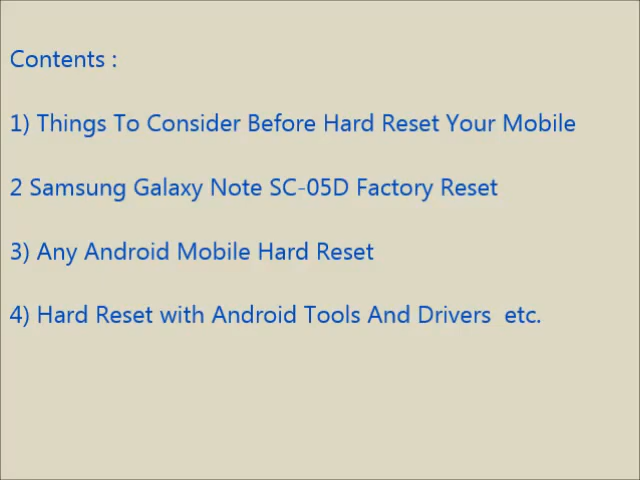 Contents :
1) Things To Consider Before Hard Reset Your Mobile
2 Samsung Galaxy Note SC-05D Factory Reset
3) Any Android Mobile Hard Reset
4) Hard Reset with Android Tools And Drivers  etc.